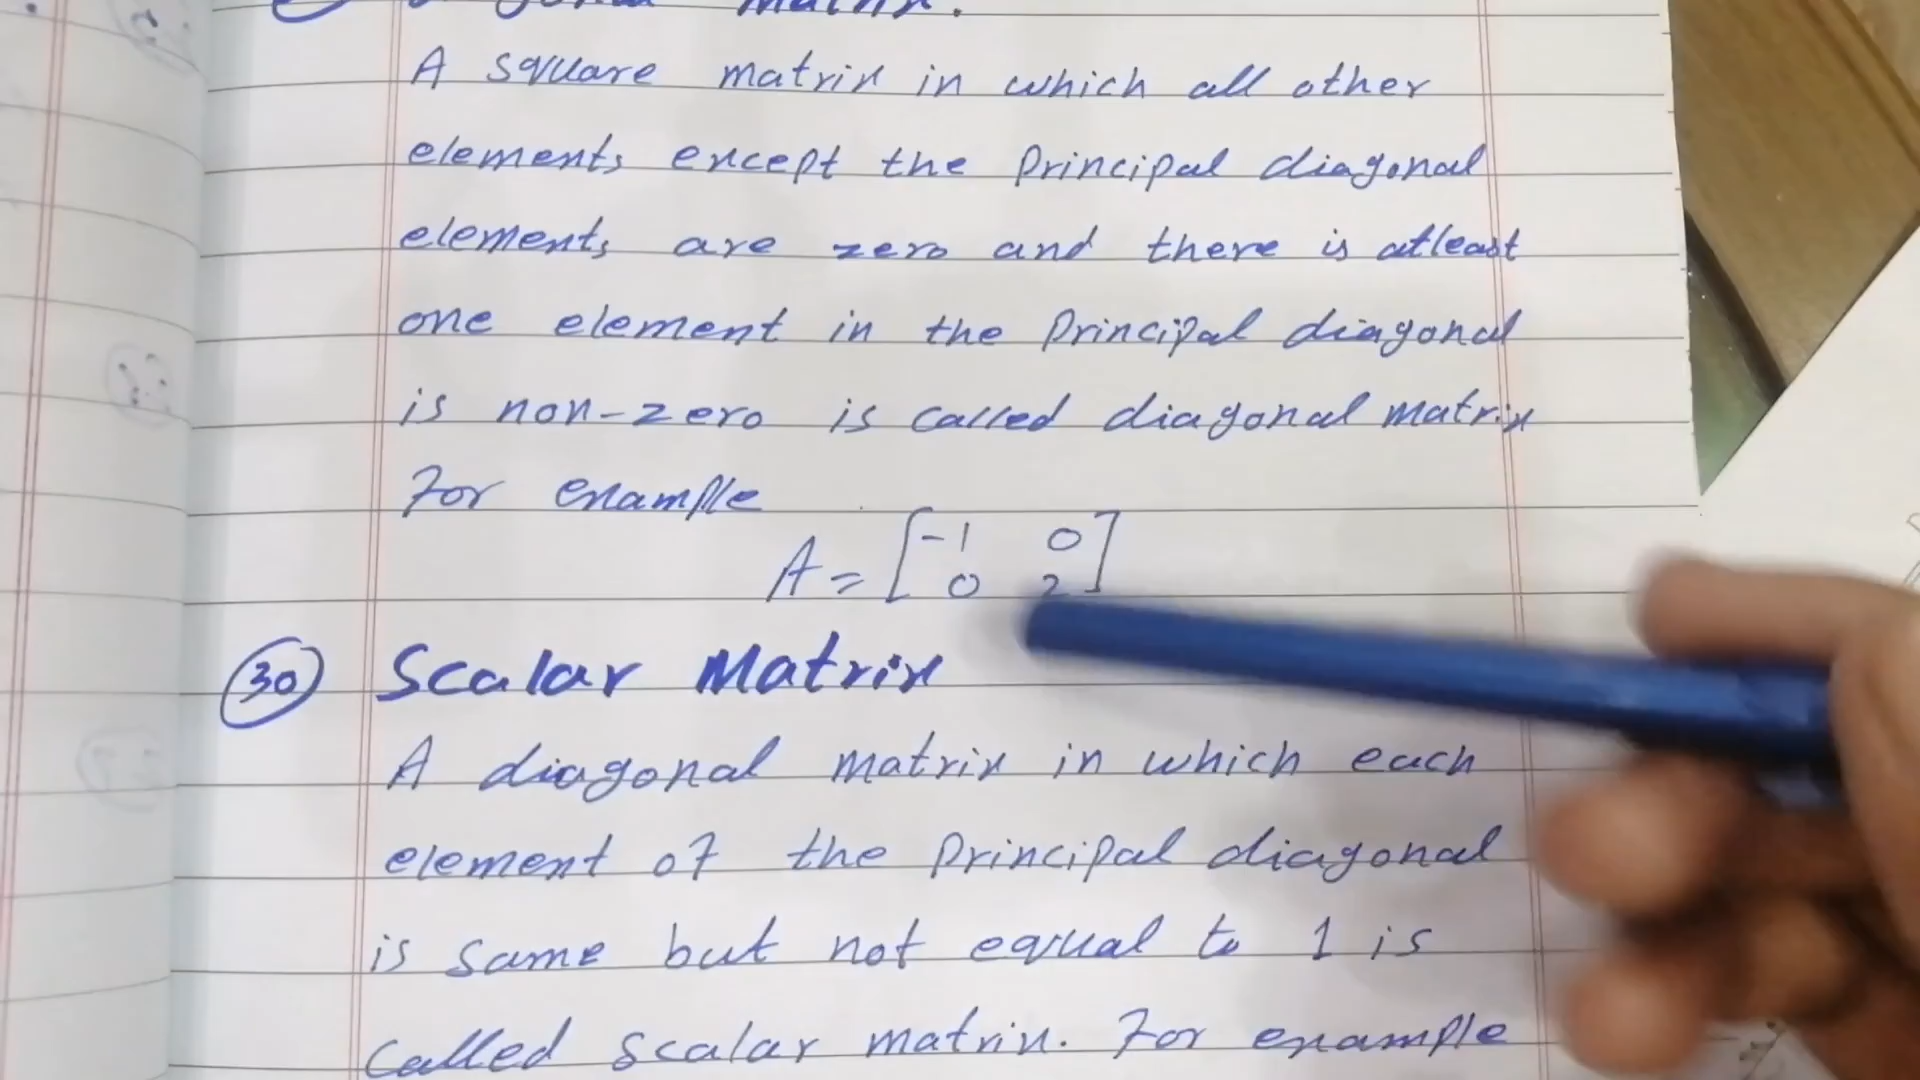 Matrix.
A square matrix in which all other
elements except the principal diagonal
elements are zero and there is atleast
one element in the principal diagonal
is non-zero is called diagonal matrix
For example
A = [-1 0
0 2]
30 Scalar Matrix
A diagonal matrix in which each
element of the principal diagonal
is same but not equal to 1 is
called scalar matrix. For example